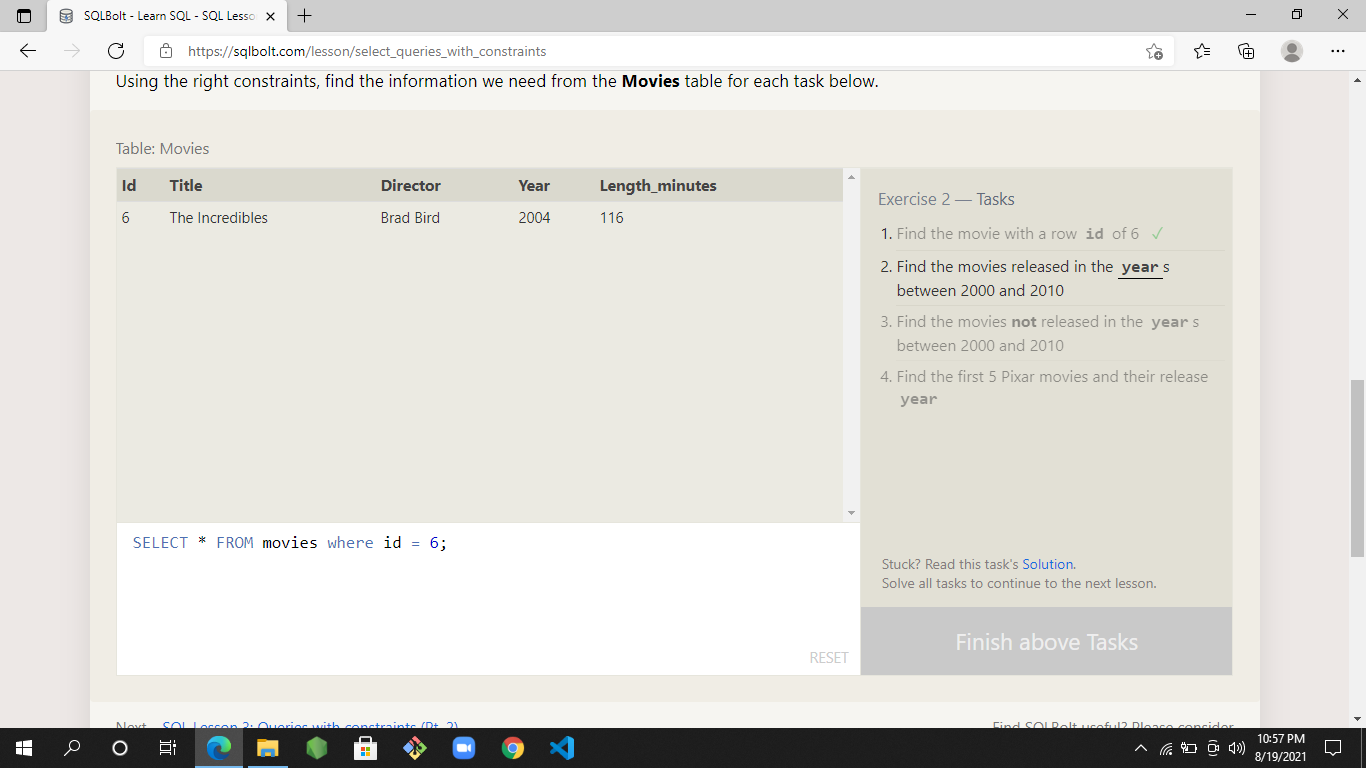 SQLBolt - Learn SQL - SQL Lesso
https://sqlbolt.com/lesson/select_queries_with_constraints
Using the right constraints, find the information we need from the Movies table for each task below.
Table: Movies
Id Title Director Year Length_minutes
6 The Incredibles Brad Bird 2004 116
Exercise 2 — Tasks
1. Find the movie with a row id of 6 ✓
2. Find the movies released in the year s
between 2000 and 2010
3. Find the movies not released in the year s
between 2000 and 2010
4. Find the first 5 Pixar movies and their release
year
SELECT * FROM movies where id = 6;
RESET
Stuck? Read this task's Solution.
Solve all tasks to continue to the next lesson.
Finish above Tasks
Next – SQL Lesson 3: Queries with constraints (Pt. 2)
Find SQLBolt useful? Please consider
10:57 PM
8/19/2021